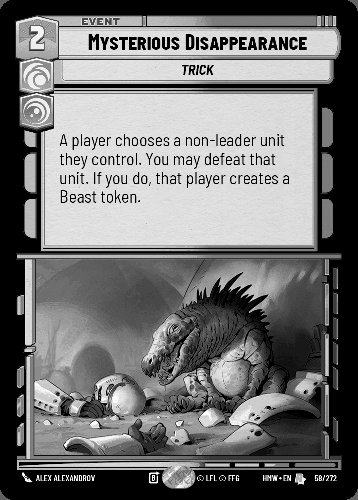 EVENT
2
MYSTERIOUS DISAPPEARANCE
TRICK
A player chooses a non-leader unit
they control. You may defeat that
unit. If you do, that player creates a
Beast token.
ALEX ALEXANDROV
© LFL © FFG
HMW • EN
58/272